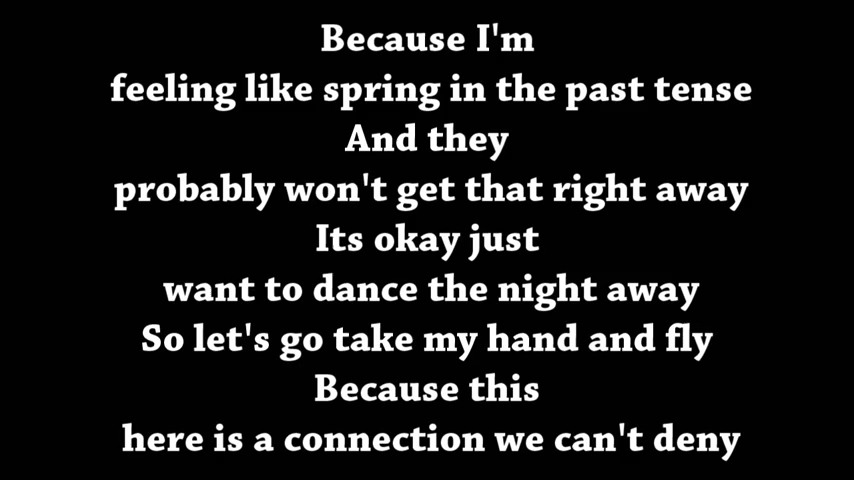 Because I'm
feeling like spring in the past tense
And they
probably won't get that right away
Its okay just
want to dance the night away
So let's go take my hand and fly
Because this
here is a connection we can't deny